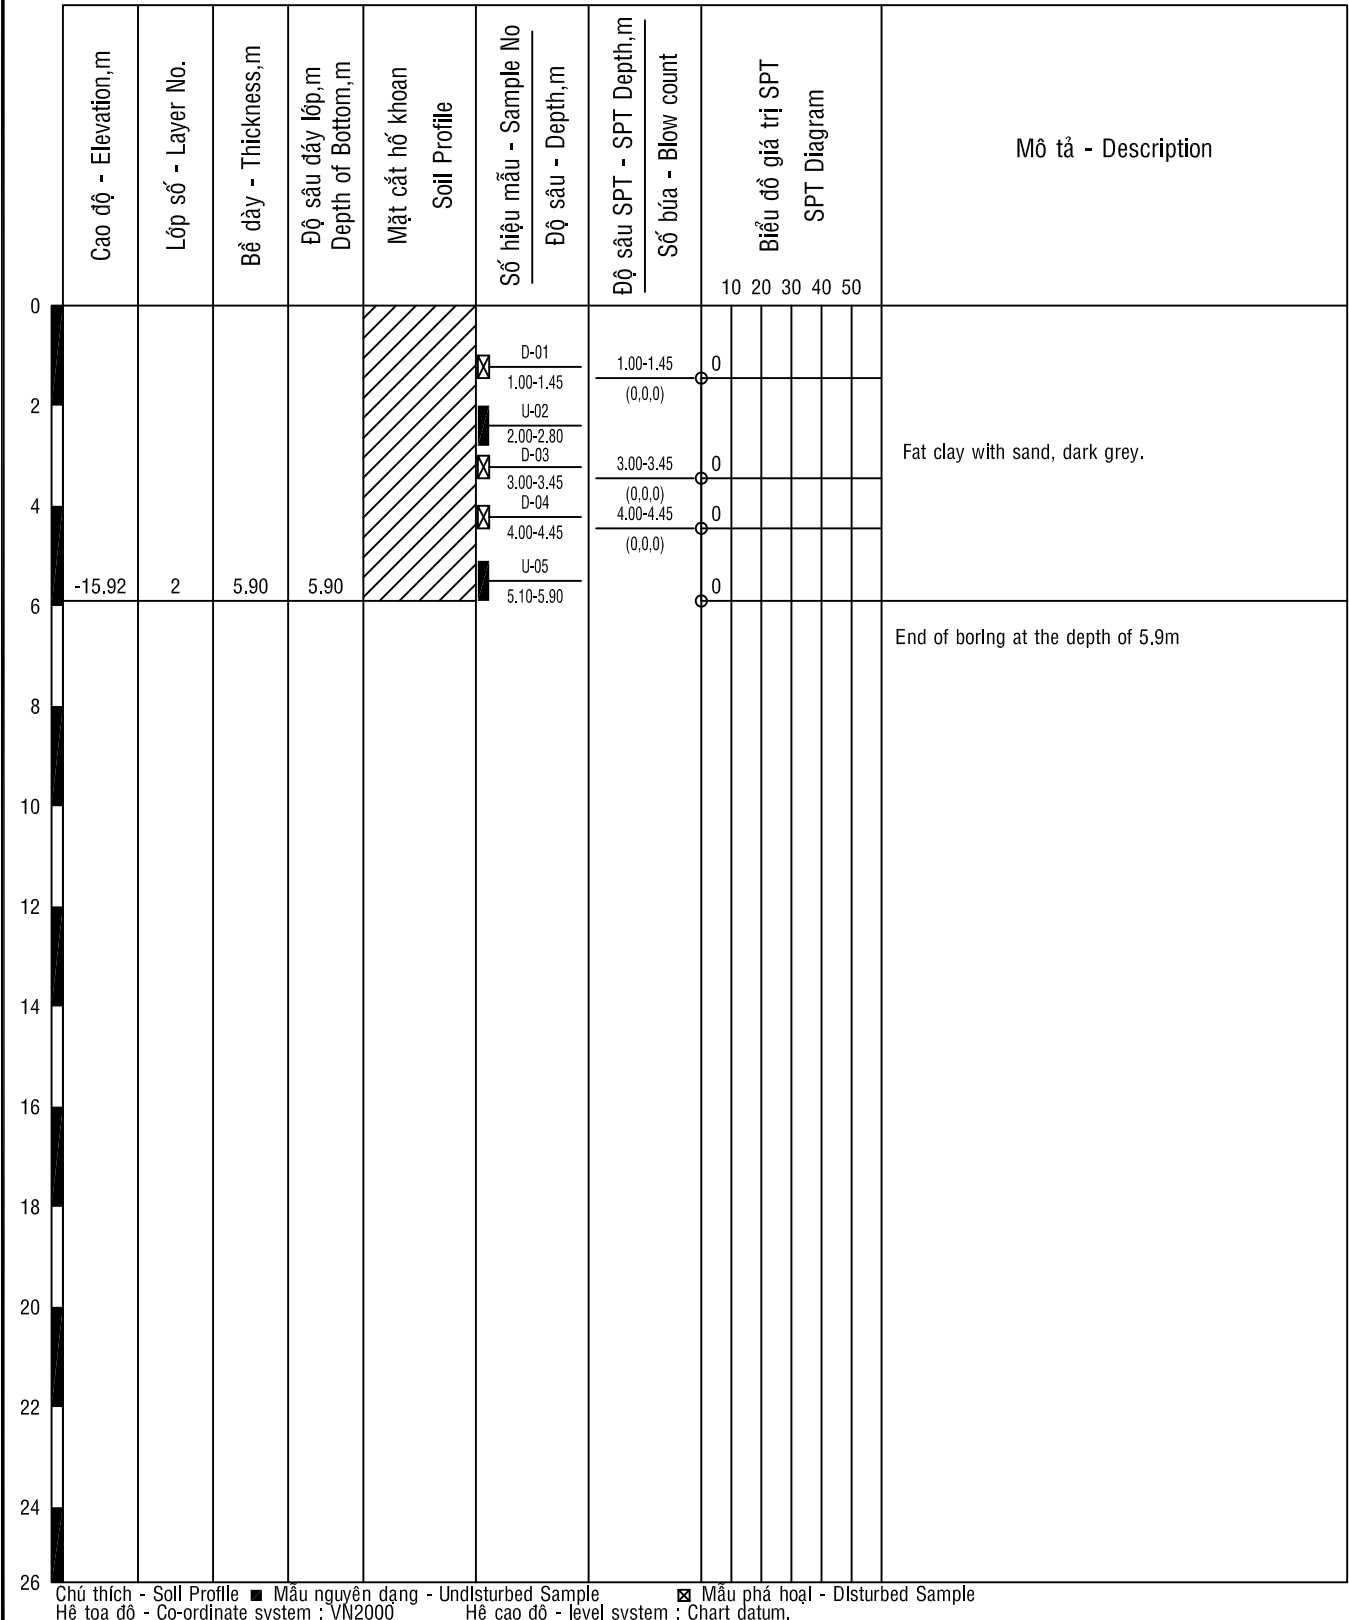 Cao độ - Elevation,m
Lớp số - Layer No.
Bề dày - Thickness,m
Độ sâu đáy lớp,m
Depth of Bottom,m
Mặt cắt hố khoan
Soil Profile
Số hiệu mẫu - Sample No
Độ sâu - Depth,m
Độ sâu SPT - SPT Depth,m
Số búa - Blow count
Biểu đồ giá trị SPT
SPT Diagram
10 20 30 40 50
Mô tả - Description
0
D-01
1.00-1.45
1.00-1.45
(0,0,0)
0
2
U-02
2.00-2.80
D-03
3.00-3.45
3.00-3.45
(0,0,0)
0
Fat clay with sand, dark grey.
4
D-04
4.00-4.45
4.00-4.45
(0,0,0)
0
U-05
5.10-5.90
0
-15.92 2 5.90 5.90
6
End of boring at the depth of 5.9m
8
10
12
14
16
18
20
22
24
26
Chú thích - Soil Profile Mẫu nguyên dạng - Undisturbed Sample Mẫu phá hoại - Disturbed Sample
Hệ tọa độ - Co-ordinate system : VN2000 Hệ cao độ - level system : Chart datum.